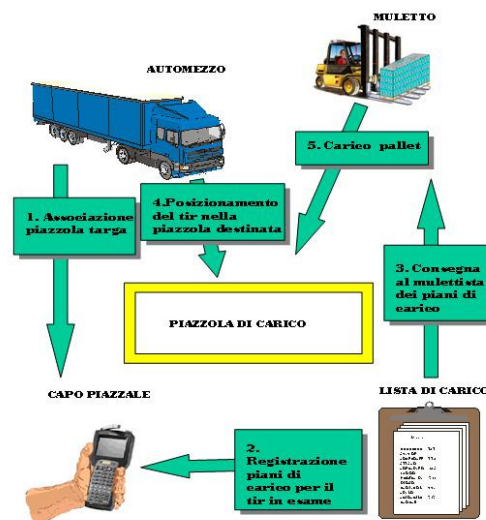 MULETTO
AUTOMEZZO
5. Carico pallet
1. Associazione
piazzola targa
4.Posizionamento
del tir nella
piazzola destinata
3. Consegna
al mulettista
dei piani di
carico
PIAZZOLA DI CARICO
CAPO PIAZZALE
LISTA DI CARICO
2.
Registrazione
piani di
carico per il
tir in esame